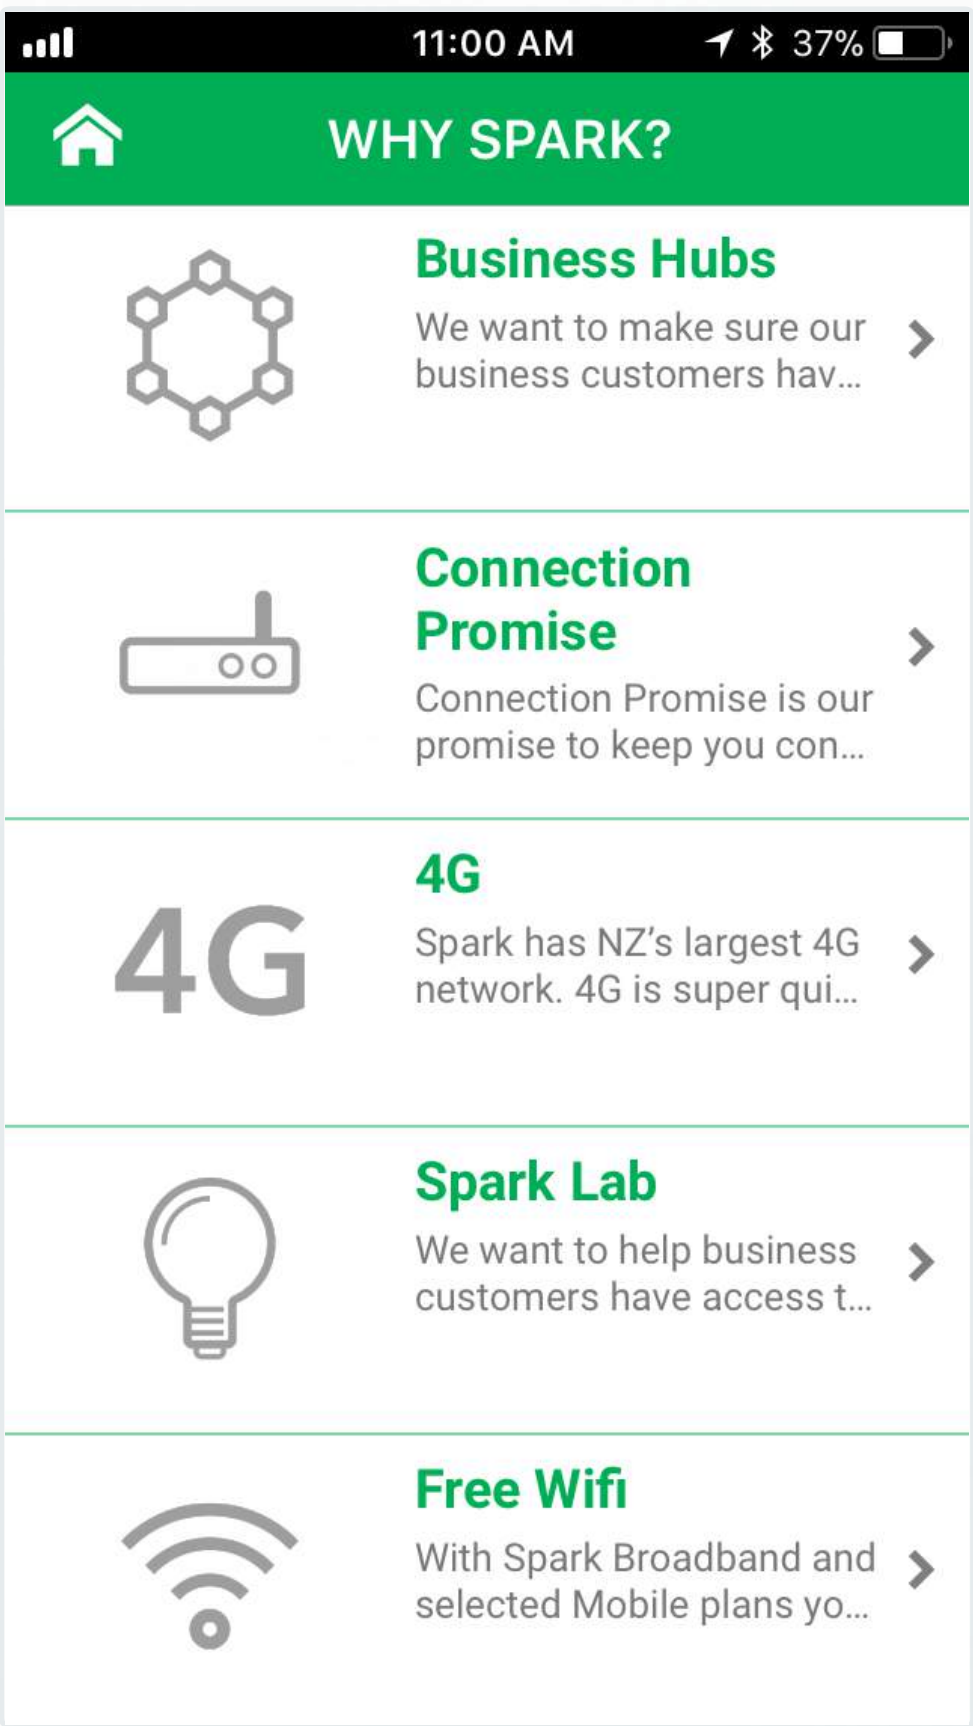 11:00 AM 37%
WHY SPARK?
Business Hubs
We want to make sure our
business customers hav...
Connection
Promise
Connection Promise is our
promise to keep you con...
4G
4G
Spark has NZ's largest 4G
network. 4G is super qui...
Spark Lab
We want to help business
customers have access t...
Free Wifi
With Spark Broadband and
selected Mobile plans yo...